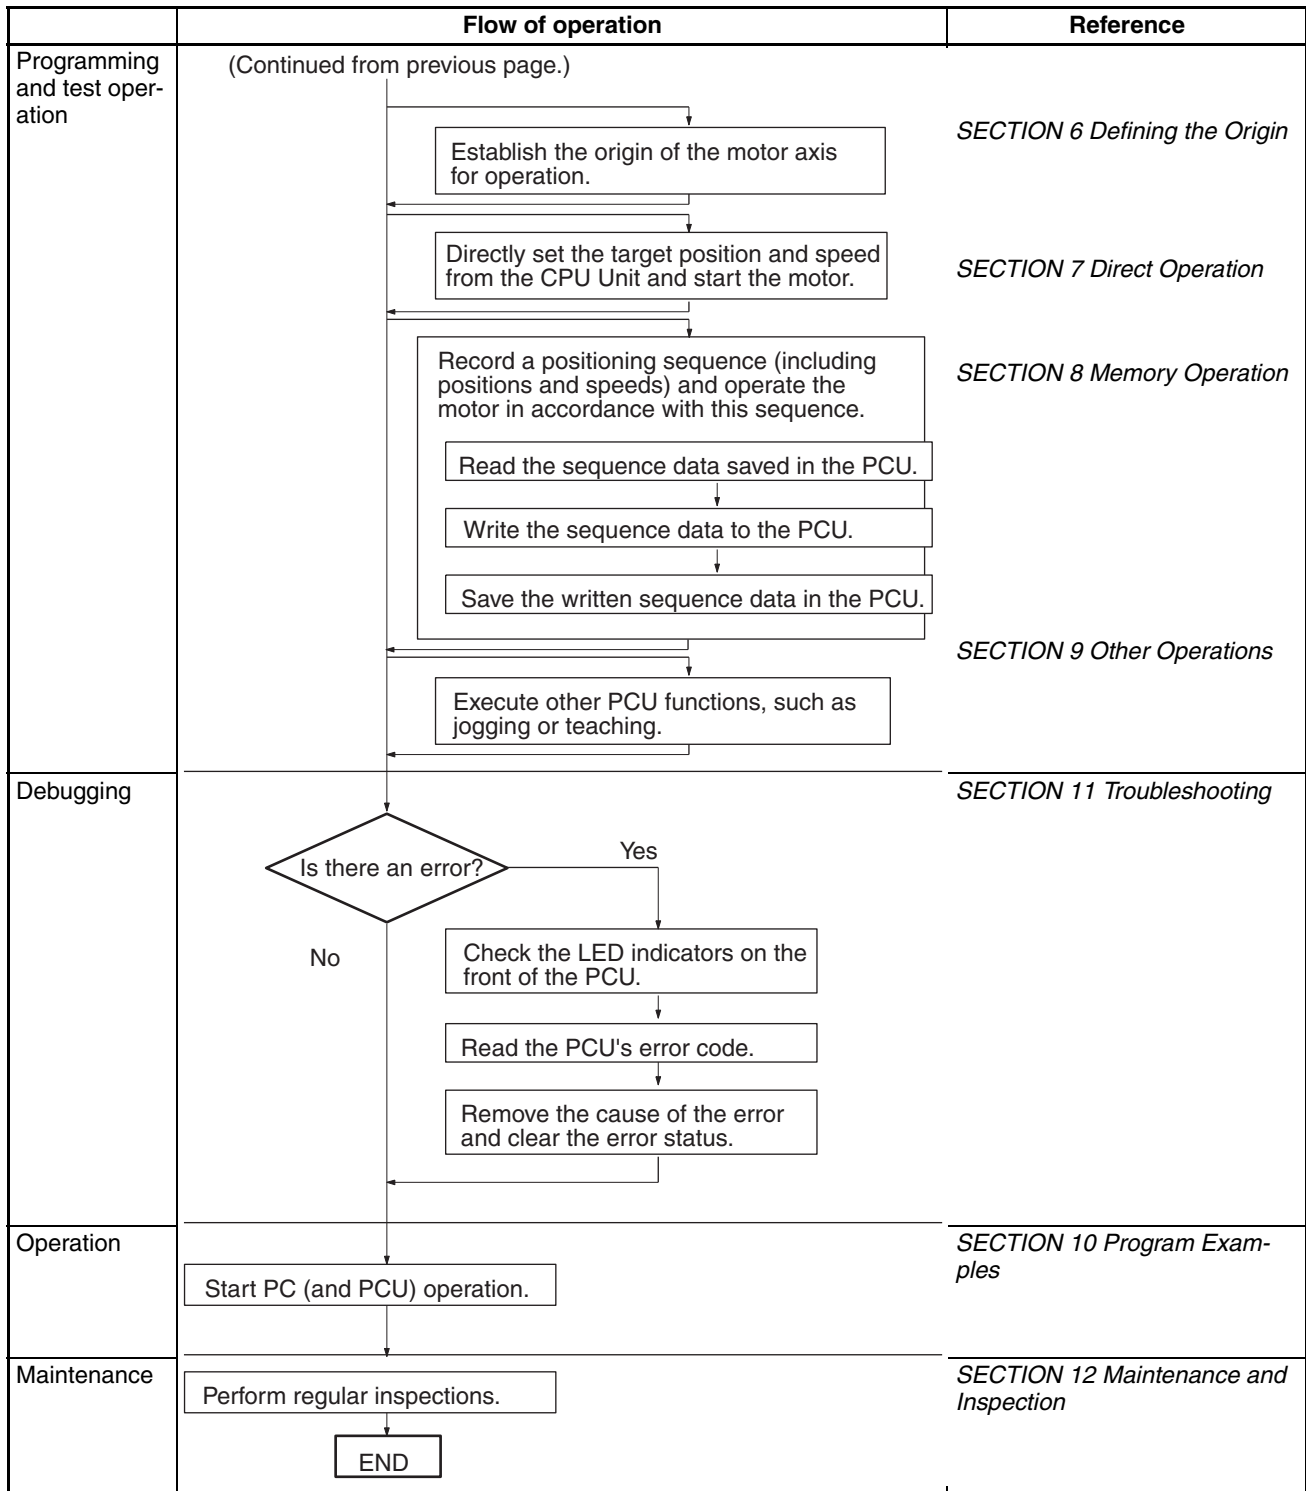 Flow of operation
Reference
Programming
and test oper-
ation
(Continued from previous page.)
Establish the origin of the motor axis
for operation.
SECTION 6 Defining the Origin
Directly set the target position and speed
from the CPU Unit and start the motor.
SECTION 7 Direct Operation
Record a positioning sequence (including
positions and speeds) and operate the
motor in accordance with this sequence.
SECTION 8 Memory Operation
Read the sequence data saved in the PCU.
Write the sequence data to the PCU.
Save the written sequence data in the PCU.
SECTION 9 Other Operations
Execute other PCU functions, such as
jogging or teaching.
Debugging
SECTION 11 Troubleshooting
Is there an error?
Yes
No
Check the LED indicators on the
front of the PCU.
Read the PCU's error code.
Remove the cause of the error
and clear the error status.
Operation
Start PC (and PCU) operation.
SECTION 10 Program Exam-
ples
Maintenance
Perform regular inspections.
SECTION 12 Maintenance and
Inspection
END